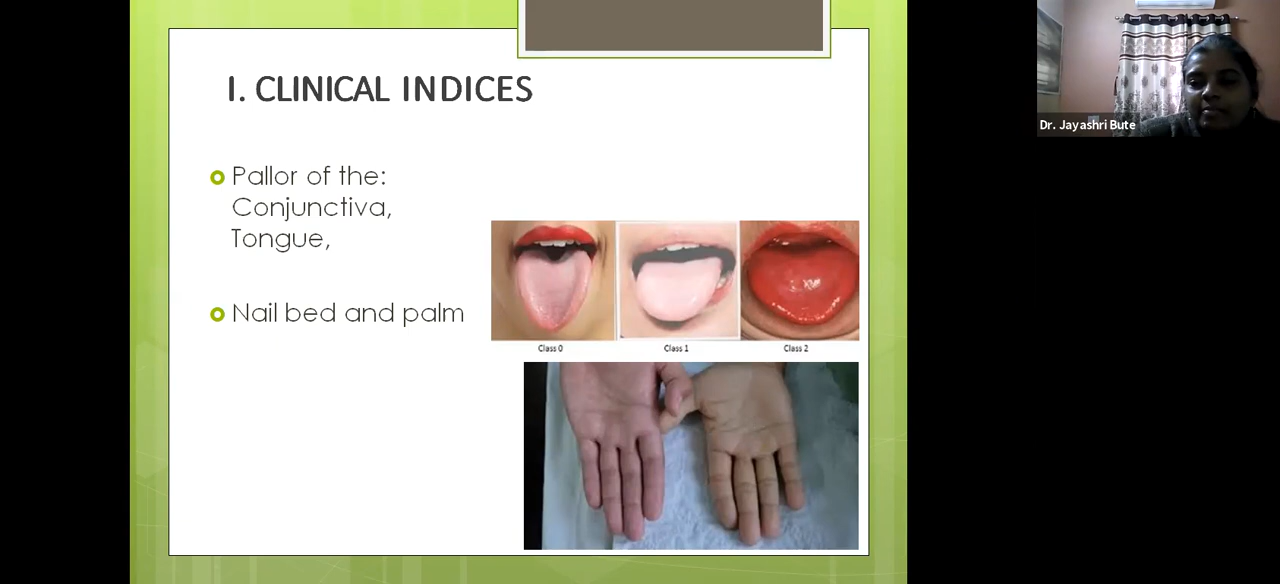 I. CLINICAL INDICES
Pallor of the:
Conjunctiva,
Tongue,
Nail bed and palm
Class 0
Class 1
Class 2
Dr. Jayashri Bute